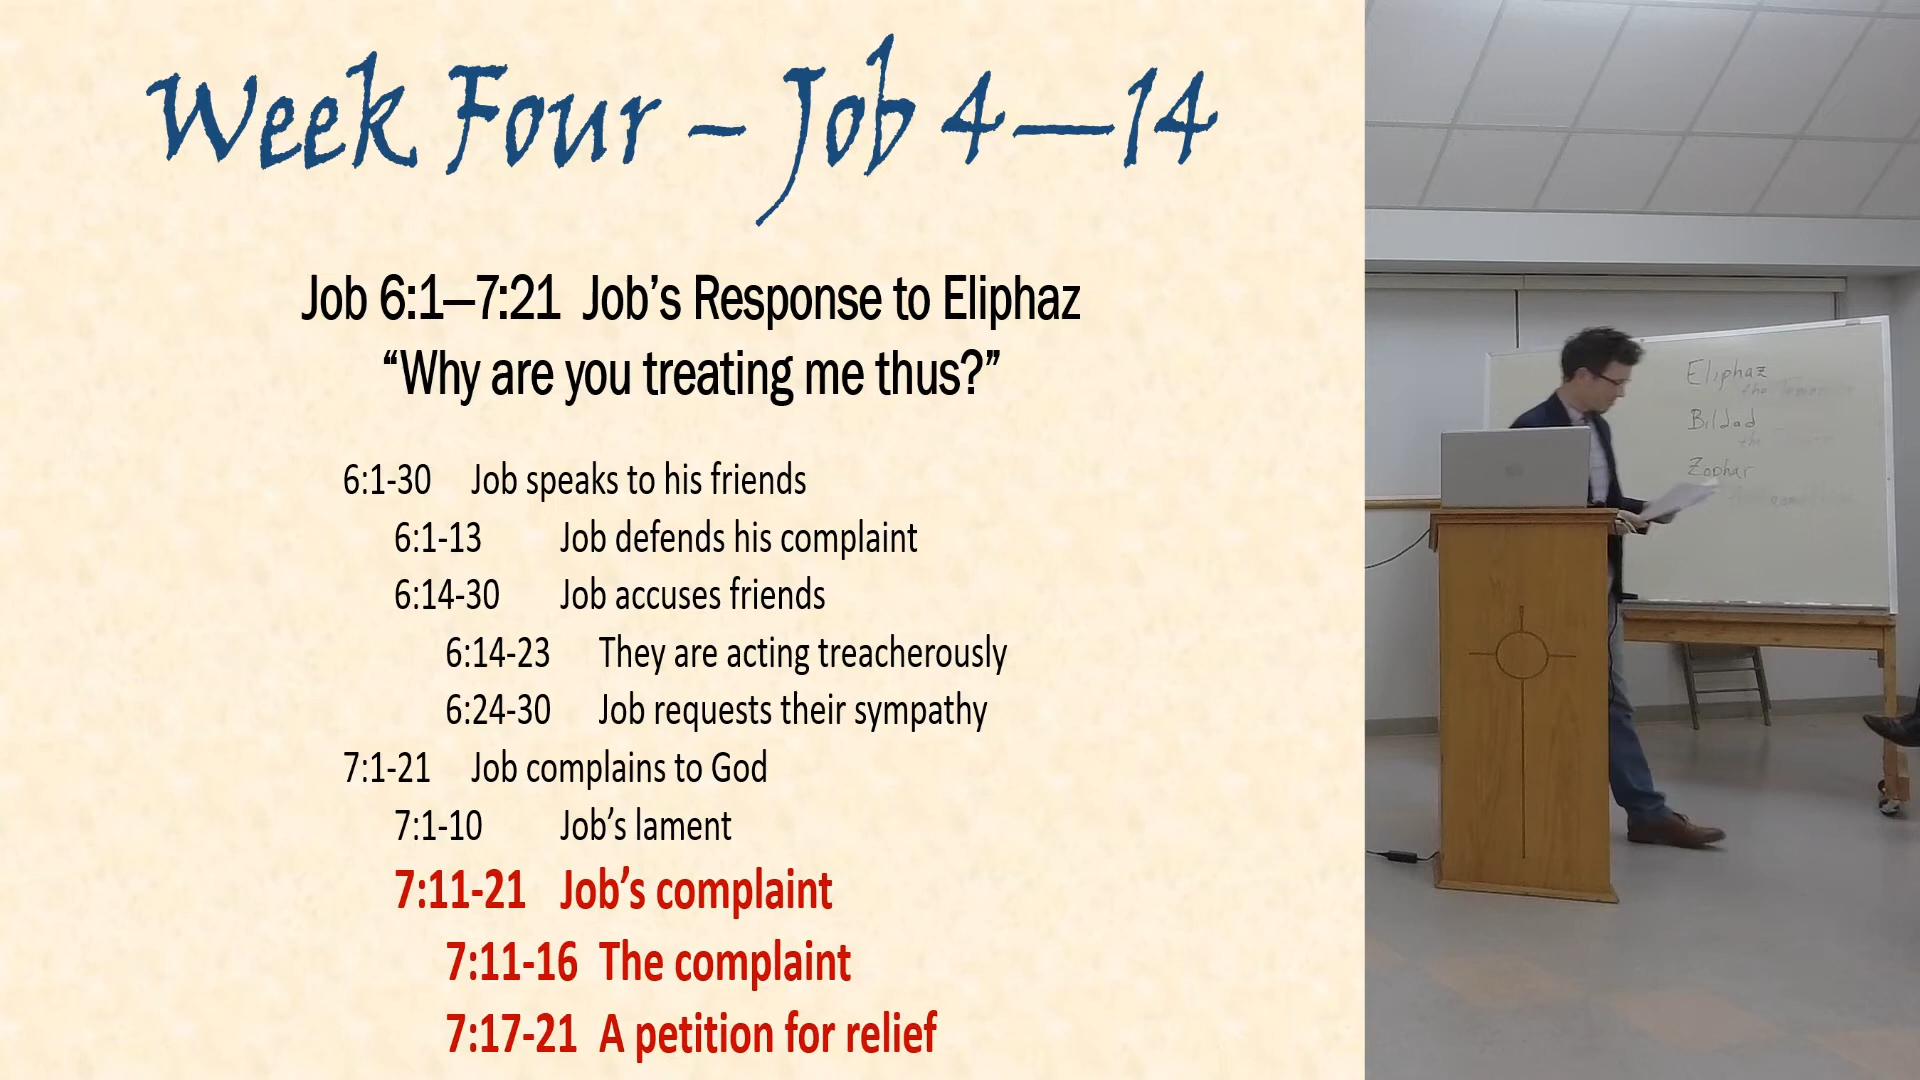 Week Four – Job 4—14
Job 6:1—7:21 Job’s Response to Eliphaz
“Why are you treating me thus?”
6:1-30 Job speaks to his friends
6:1-13 Job defends his complaint
6:14-30 Job accuses friends
6:14-23 They are acting treacherously
6:24-30 Job requests their sympathy
7:1-21 Job complains to God
7:1-10 Job’s lament
7:11-21 Job’s complaint
7:11-16 The complaint
7:17-21 A petition for relief
Eliphaz
the
Bildad
the
Zophar